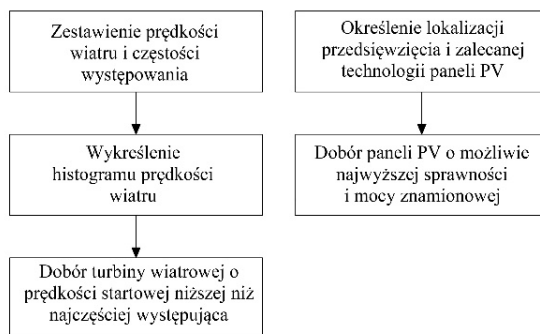 Zestawienie prędkości
wiatru i częstości
występowania
Wykreślenie
histogramu prędkości
wiatru
Dobór turbiny wiatrowej o
prędkości startowej niższej niż
najczęściej występująca
Określenie lokalizacji
przedsięwzięcia i zalecanej
technologii paneli PV
Dobór paneli PV o możliwie
najwyższej sprawności
i mocy znamionowej